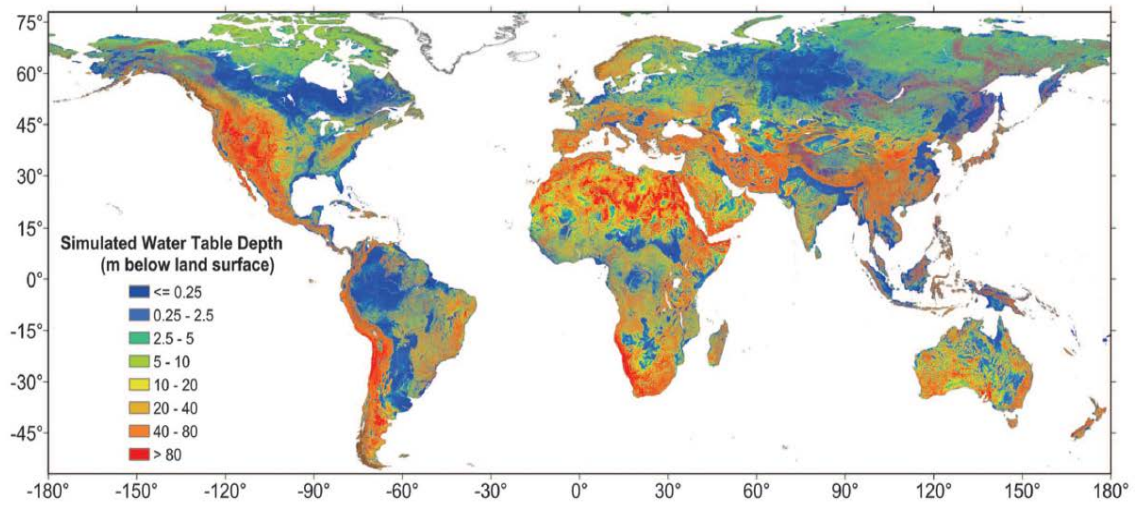 75°
60°
45°
30°
15°
0°
-15°
-30°
-45°
Simulated Water Table Depth
(m below land surface)
<= 0.25
0.25 - 2.5
2.5 - 5
5 - 10
10 - 20
20 - 40
40 - 80
> 80
-180 -150 -120 -90 -60 -30 0° 30° 60° 90° 120° 150° 180°